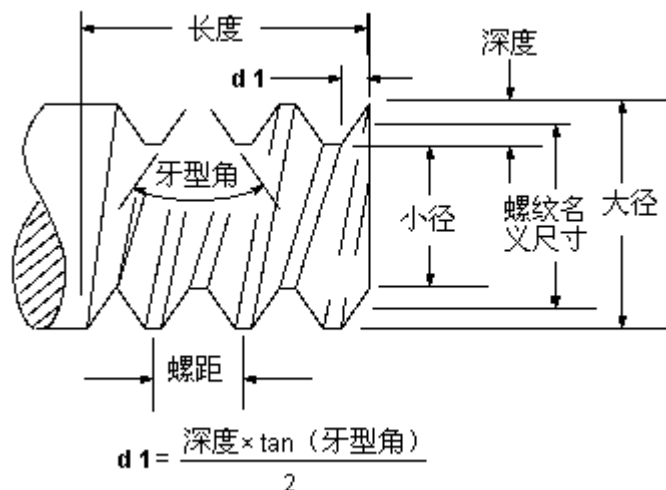 长度
深度
d 1
牙型角
小径
螺纹名
义尺寸
大径
螺距
d 1 = 深度 × tan（牙型角）
2